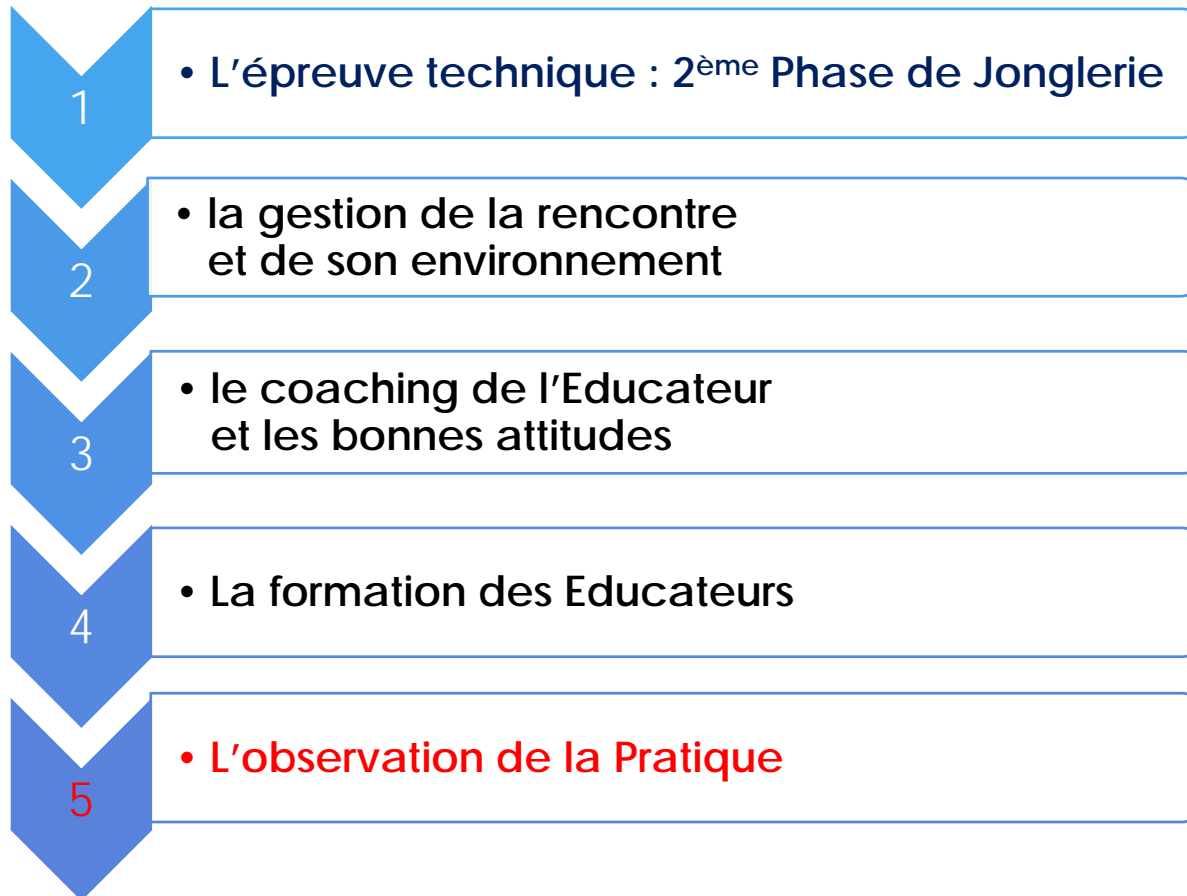 1
• L’épreuve technique : 2ème Phase de Jonglerie
2
• la gestion de la rencontre
et de son environnement
3
• le coaching de l’Educateur
et les bonnes attitudes
4
• La formation des Educateurs
5
• L’observation de la Pratique